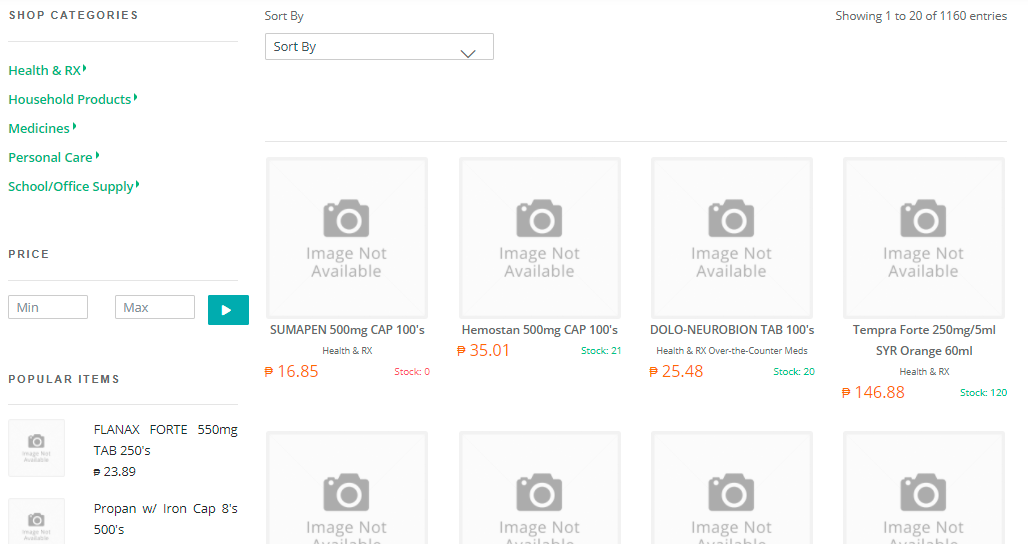 SHOP CATEGORIES
Health & RX
Household Products
Medicines
Personal Care
School/Office Supply
PRICE
Min
Max
POPULAR ITEMS
Image Not
Available
FLANAX FORTE 550mg
TAB 250's
₱ 23.89
Image Not
Available
Propan w/ Iron Cap 8's
500's
Sort By
Showing 1 to 20 of 1160 entries
Sort By
Image Not
Available
SUMAPEN 500mg CAP 100's
Health & RX
₱ 16.85
Stock: 0
Image Not
Available
Hemostan 500mg CAP 100's
₱ 35.01
Stock: 21
Image Not
Available
DOLO-NEUROBION TAB 100's
Health & RX Over-the-Counter Meds
₱ 25.48
Stock: 20
Image Not
Available
Tempra Forte 250mg/5ml
SYR Orange 60ml
Health & RX
₱ 146.88
Stock: 120
Image Not
Available
Image Not
Available
Image Not
Available
Image Not
Available